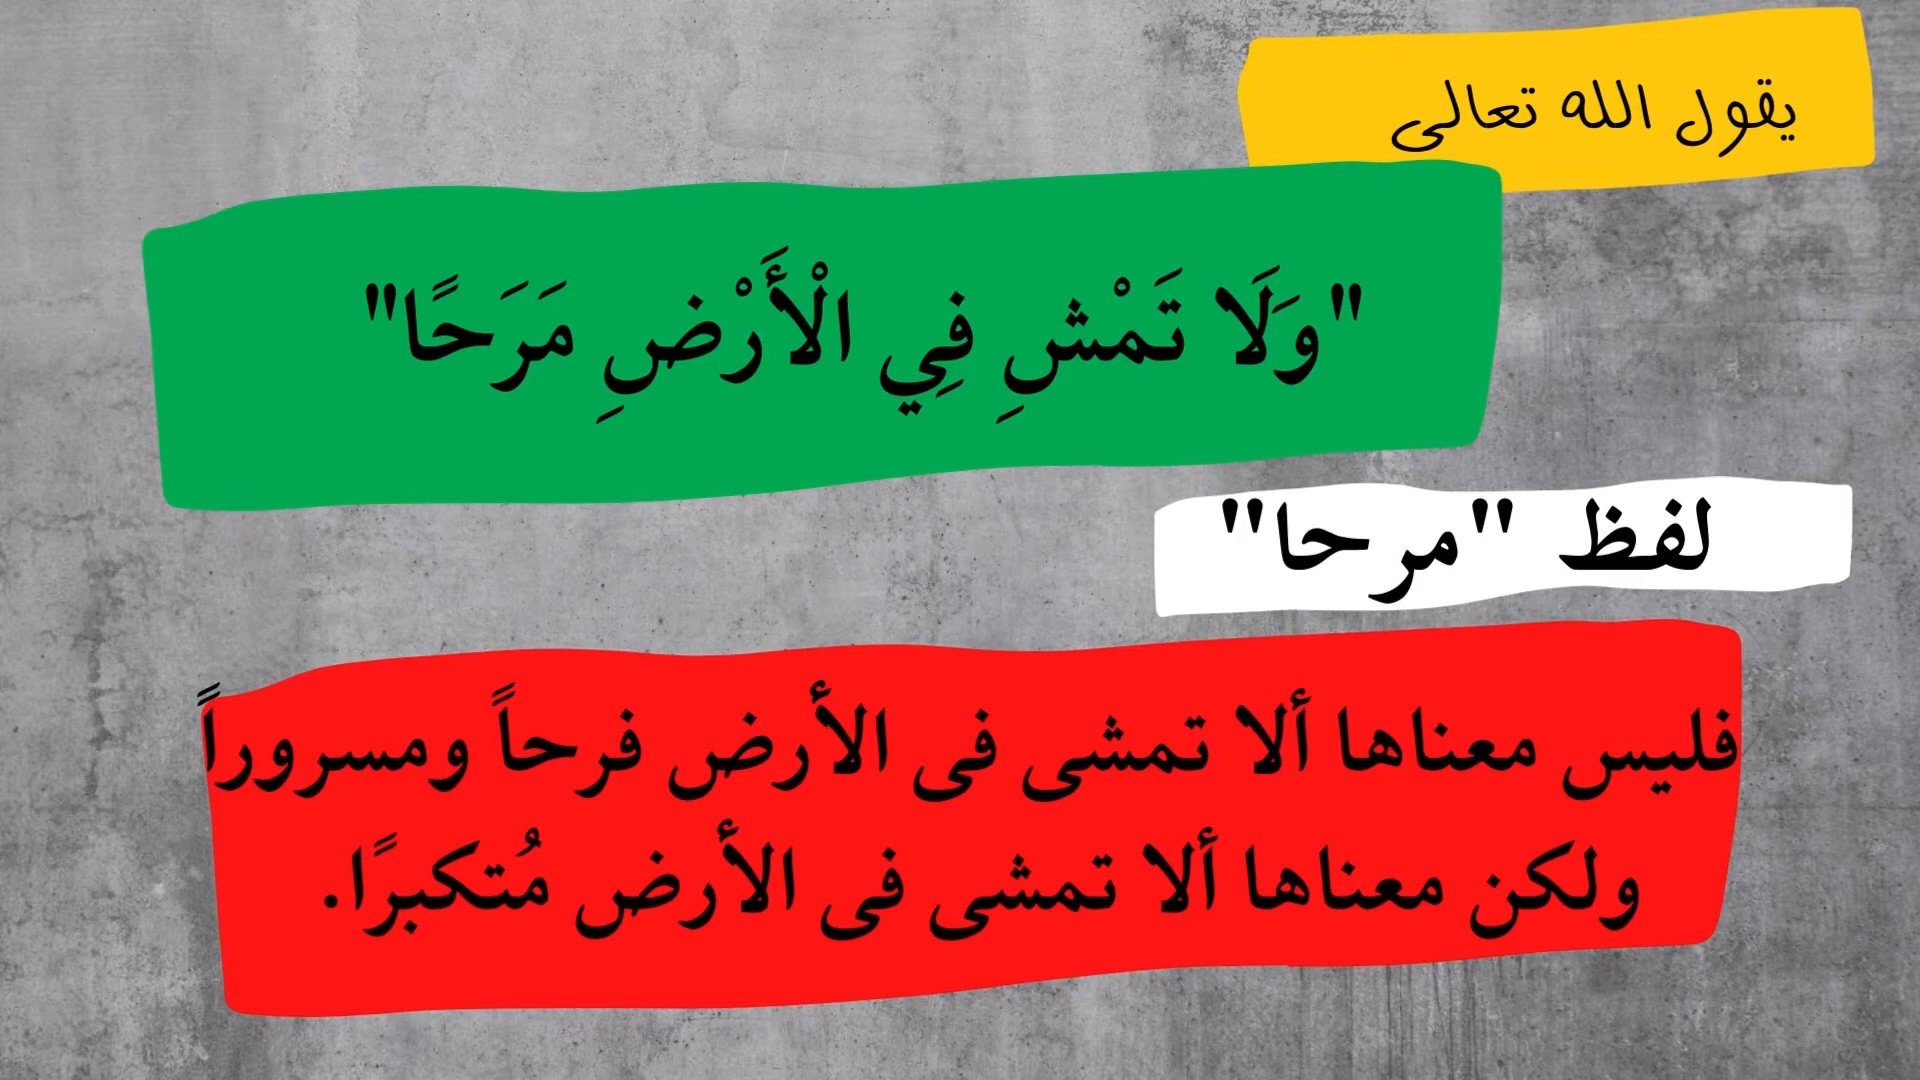 يقول الله تعالى
"وَلَا تَمْشِ فِي الْأَرْضِ مَرَحًا"
لفظ "مرحا"
فليس معناها ألا تمشى فى الأرض فرحاً ومسروراً
ولكن معناها ألا تمشى فى الأرض مُتكبرًا.